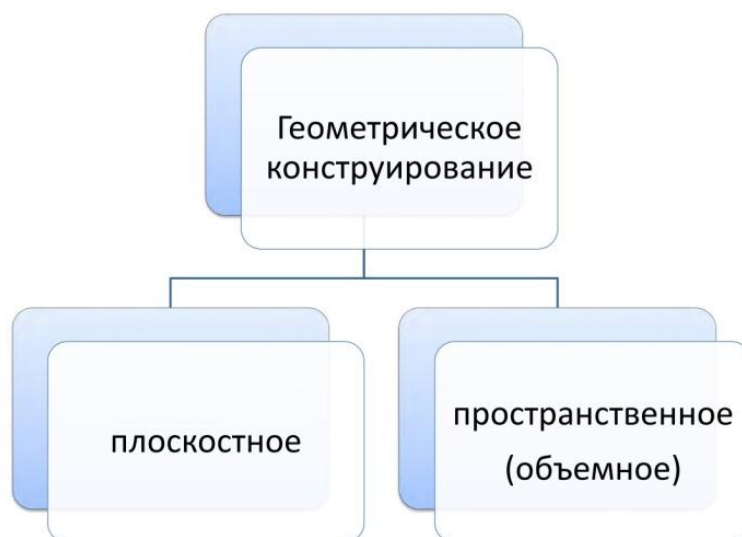 Геометрическое
конструирование
плоскостное
пространственное
(объемное)